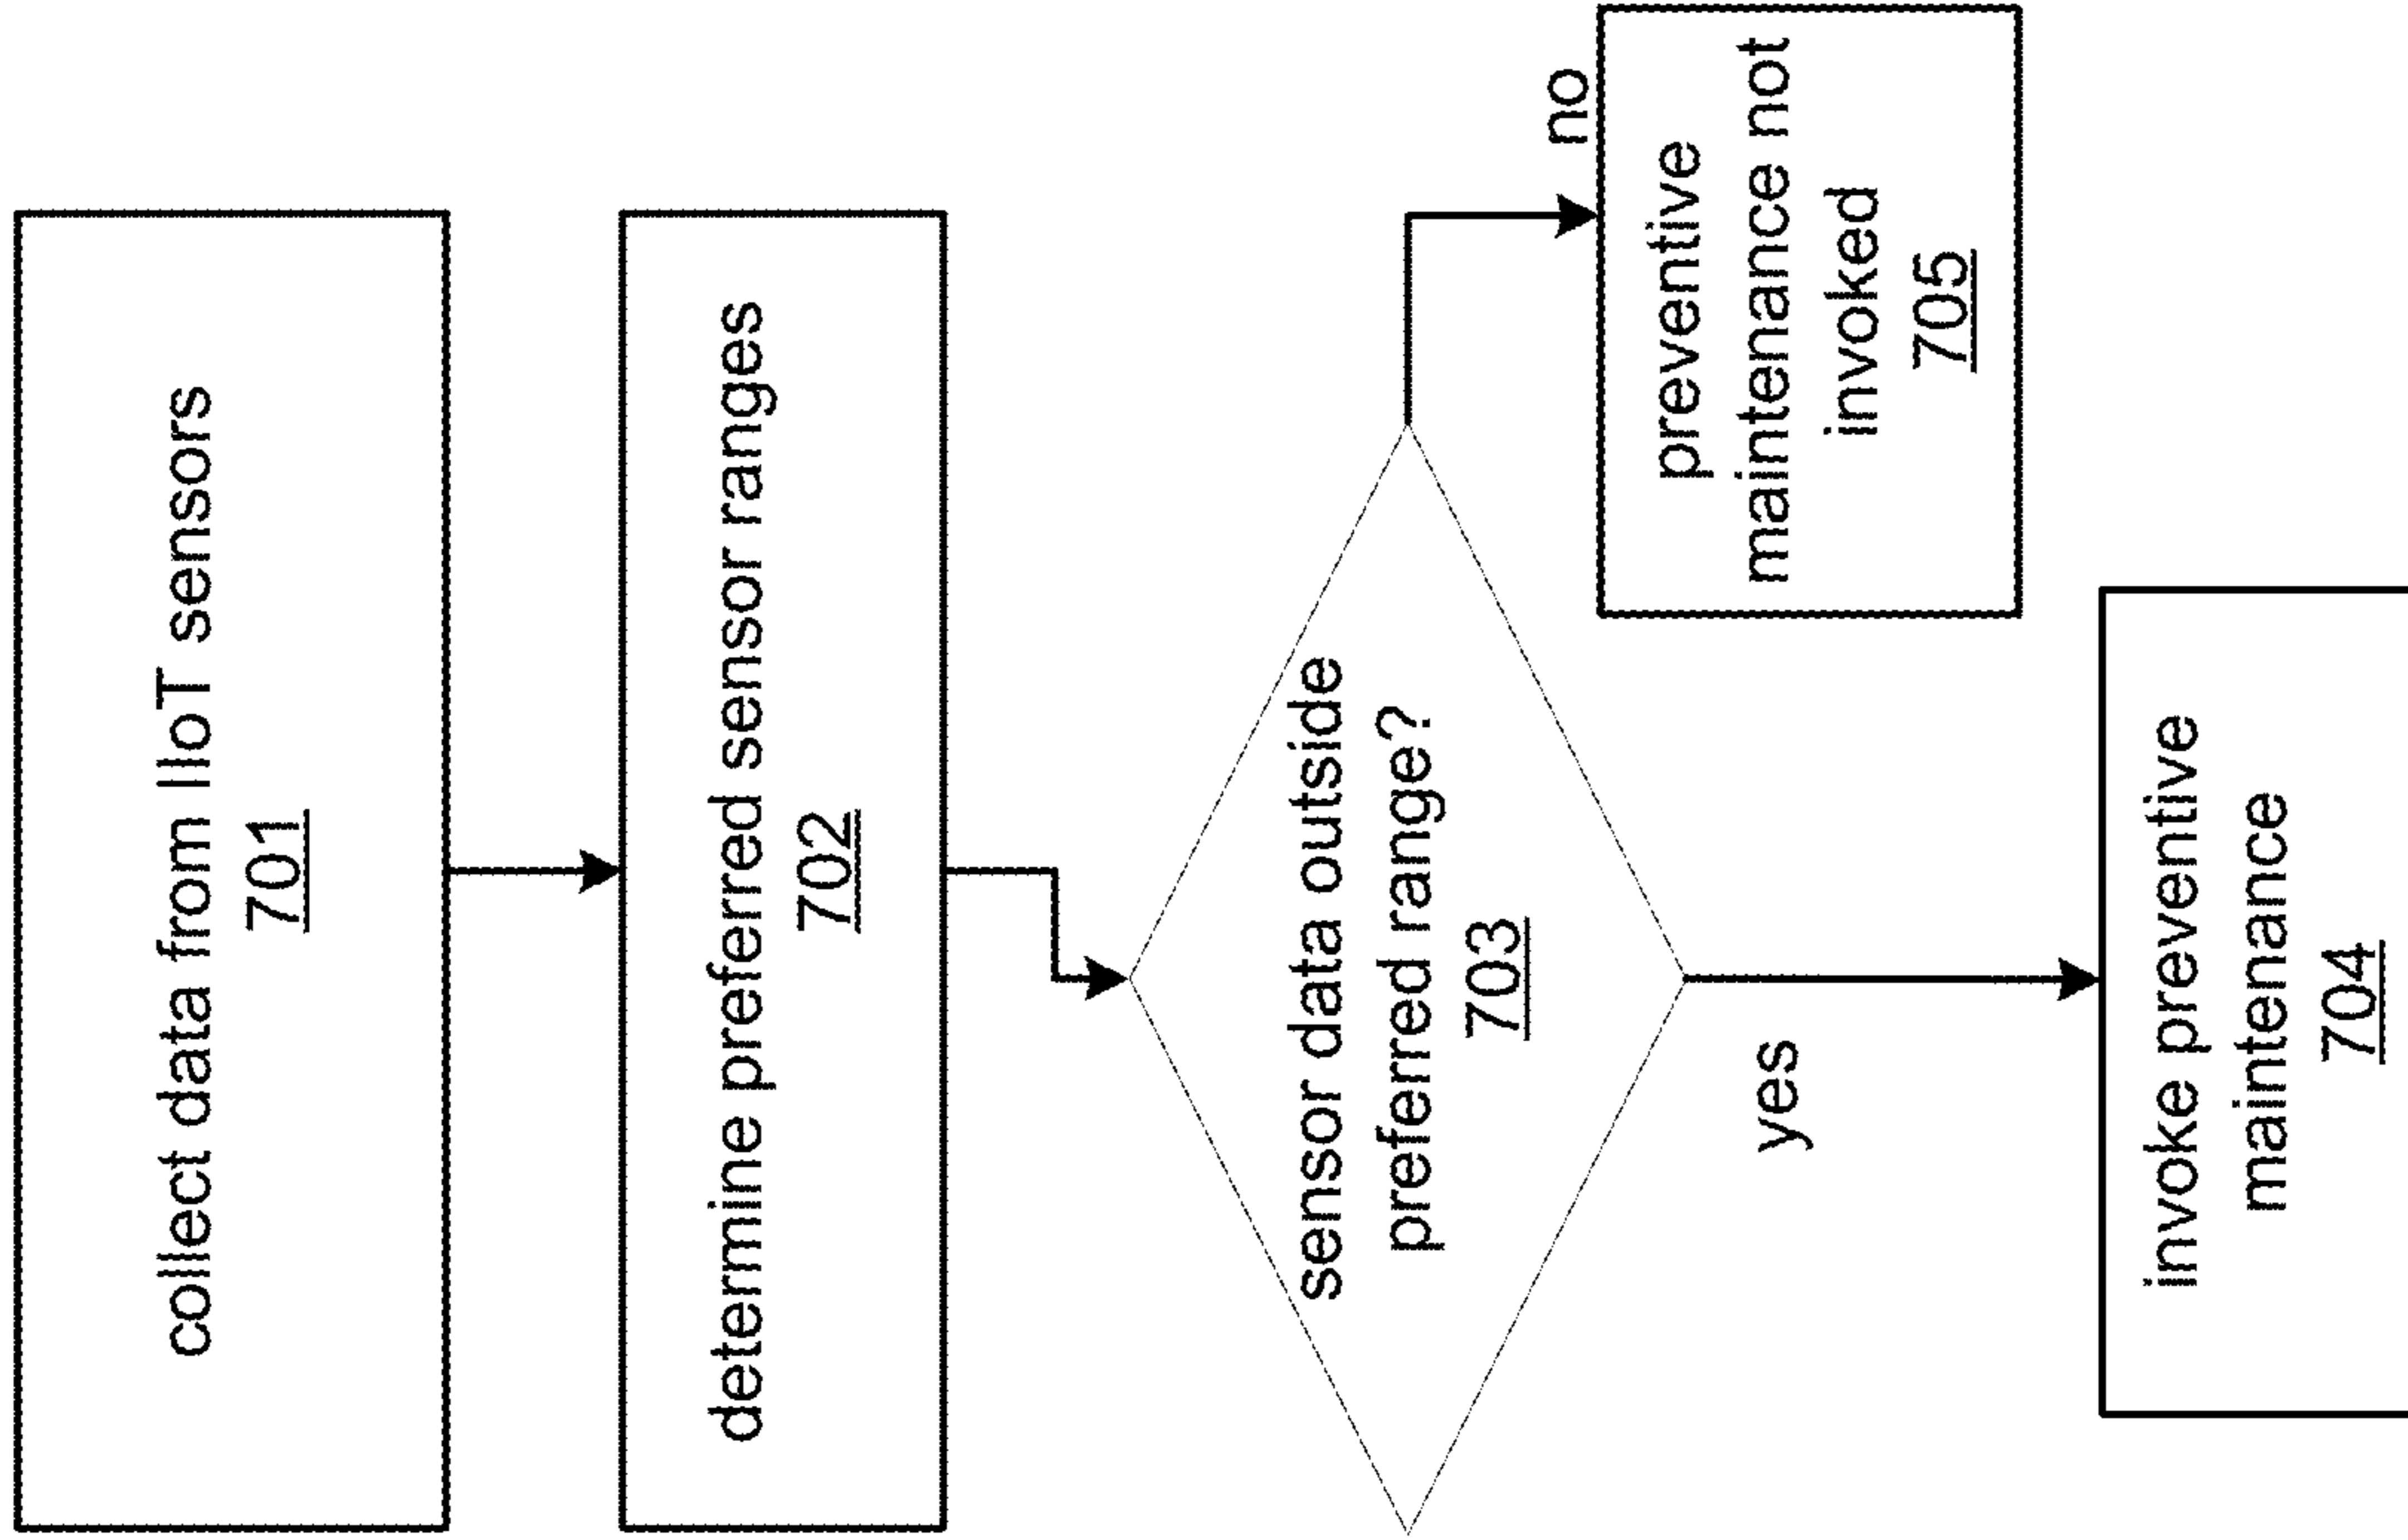 collect data from IIoT sensors
701
determine preferred sensor ranges
702
sensor data outside
preferred range?
703
no
preventive
maintenance not
invoked
705
yes
invoke preventive
maintenance
704